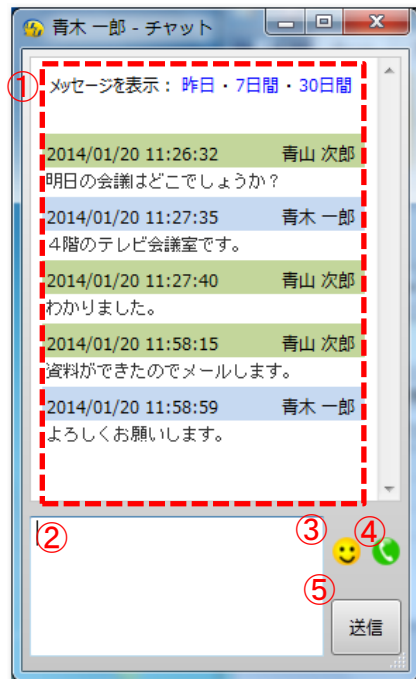 青木 一郎 - チャット
①
メッセージを表示： 昨日・7日間・30日間
2014/01/20 11:26:32 青山 次郎
明日の会議はどこでしょうか？
2014/01/20 11:27:35 青木 一郎
４階のテレビ会議室です。
2014/01/20 11:27:40 青山 次郎
わかりました。
2014/01/20 11:58:15 青山 次郎
資料ができたのでメールします。
2014/01/20 11:58:59 青木 一郎
よろしくお願いします。
② ③ ④
⑤
送信